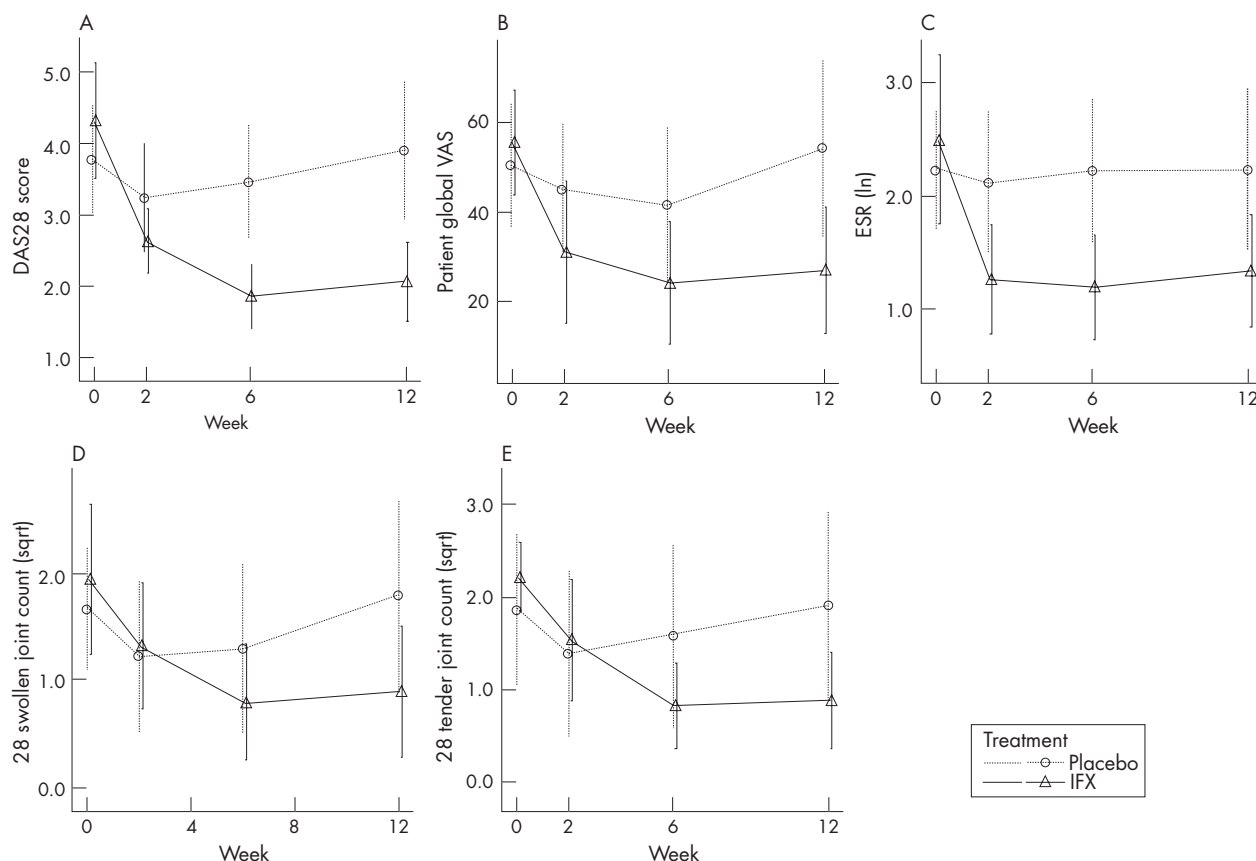 A
DAS28 score
5.0
4.0
3.0
2.0
1.0
0 2 6 12
Week
B
Patient global VAS
60
40
20
0 2 6 12
Week
C
ESR (ln)
3.0
2.0
1.0
0 2 6 12
Week
D
28 swollen joint count (sqrt)
2.0
1.0
0.0
0 2 4 6 8 12
Week
E
28 tender joint count (sqrt)
3.0
2.0
1.0
0.0
0 2 6 12
Week
Treatment
Placebo
IFX